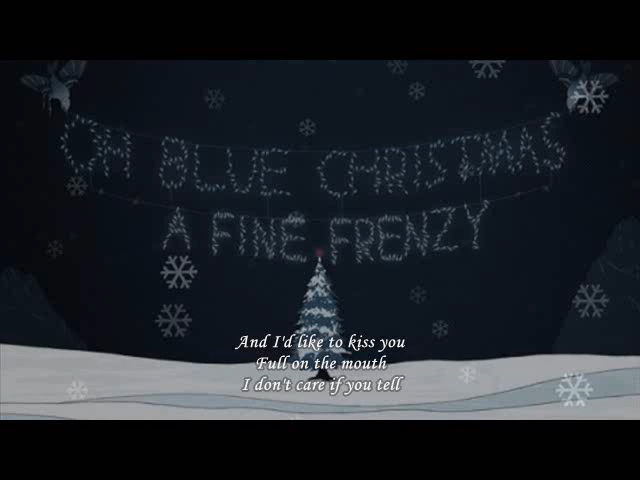 OH BLUE CHRISTMAS
A FINE FRENZY
And I'd like to kiss you
Full on the mouth
I don't care if you tell